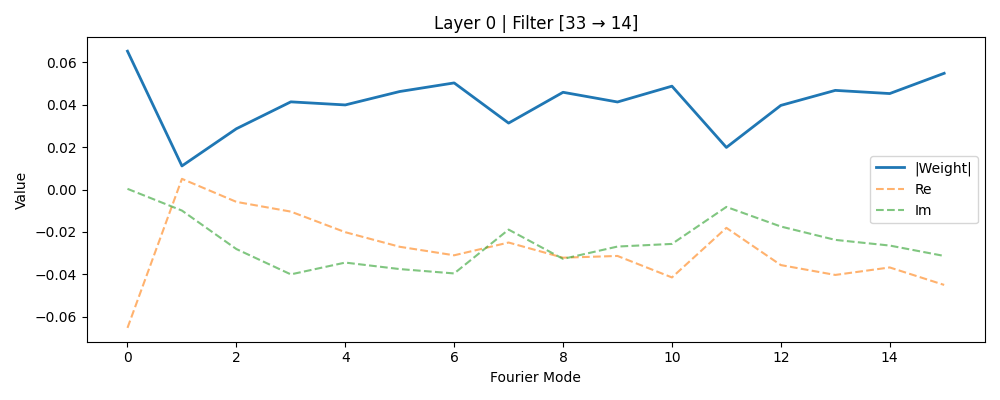 Layer 0 | Filter [33 → 14]
0.06
0.04
0.02
0.00
−0.02
−0.04
−0.06
Value
|Weight|
Re
Im
0 2 4 6 8 10 12 14
Fourier Mode